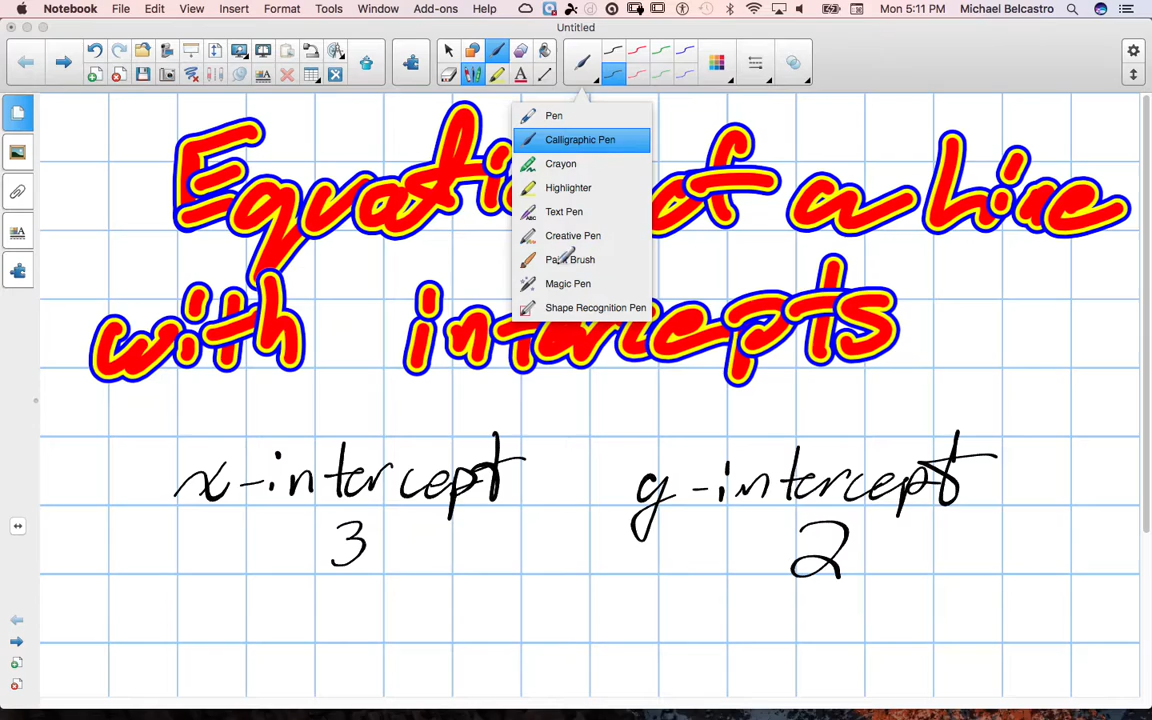 Notebook File Edit View Insert Format Tools Window Add-ons Help Mon 5:11 PM Michael Belcastro
Untitled
Pen
Calligraphic Pen
Crayon
Highlighter
Text Pen
Creative Pen
Brush
Magic Pen
Shape Recognition Pen
of a line
with intercepts
x-intercept y-intercept
3 2